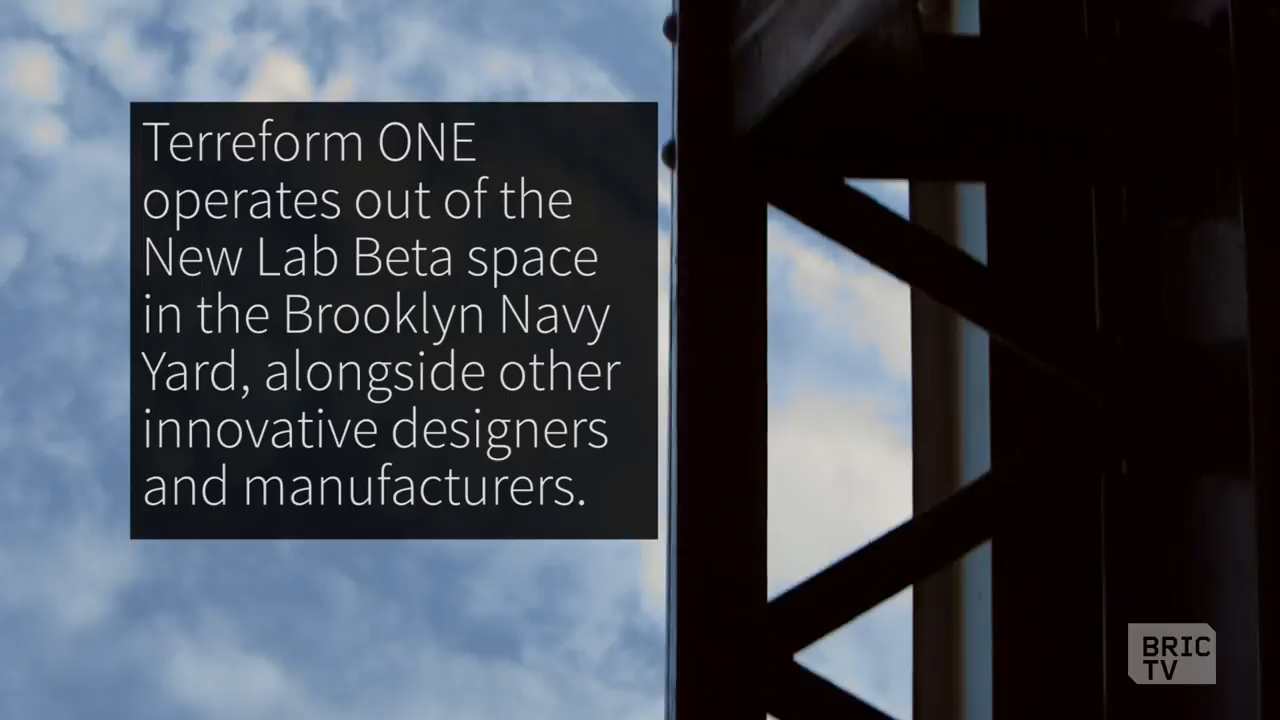 Terreform ONE
operates out of the
New Lab Beta space
in the Brooklyn Navy
Yard, alongside other
innovative designers
and manufacturers.
BRIC
TV